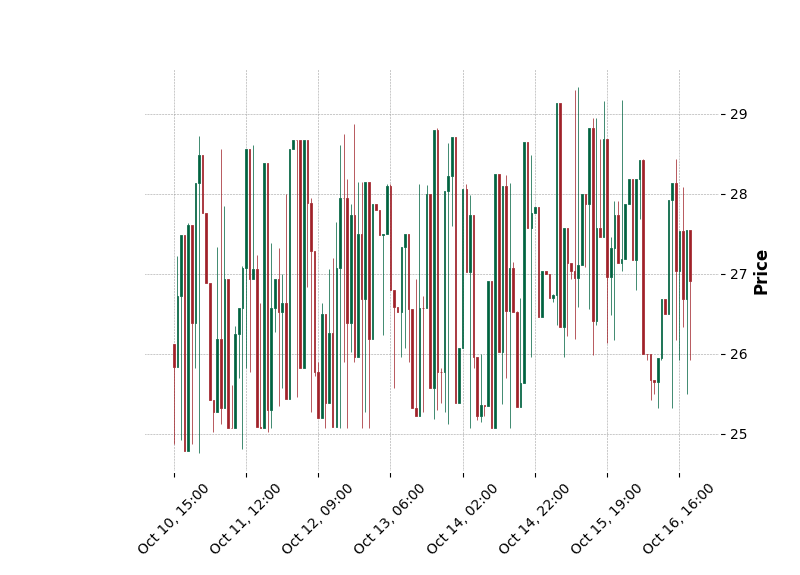 29
28
27
26
25
Price
Oct 10, 15:00
Oct 11, 12:00
Oct 12, 09:00
Oct 13, 06:00
Oct 14, 02:00
Oct 14, 22:00
Oct 15, 19:00
Oct 16, 16:00